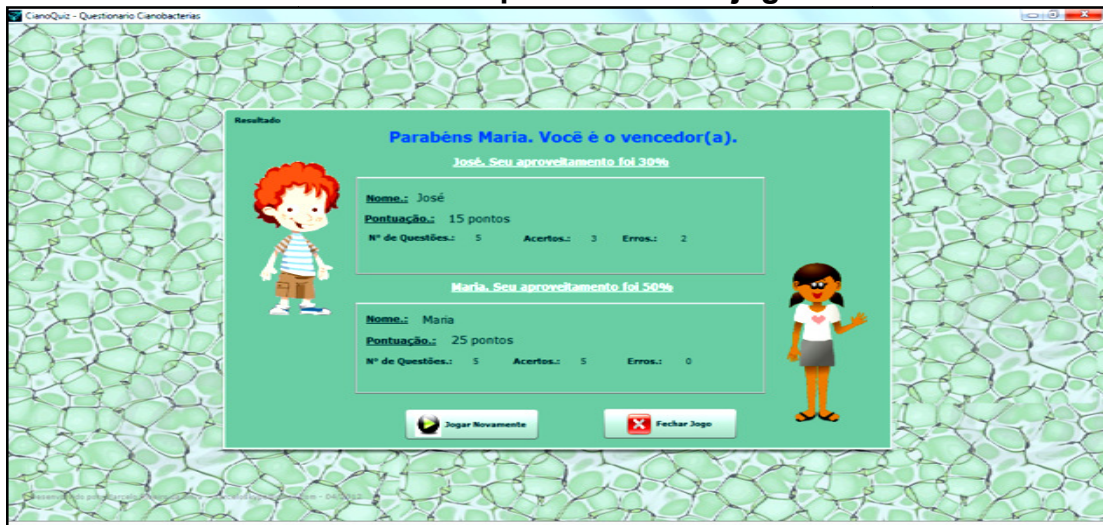 CianoQuiz - Questionario Cianobacterias
Resultado
Parabéns Maria. Você é o vencedor(a).
José. Seu aproveitamento foi 30%
Nome.: José
Pontuação.: 15 pontos
Nº de Questões.: 5 Acertos.: 3 Erros.: 2
Maria. Seu aproveitamento foi 50%
Nome.: Maria
Pontuação.: 25 pontos
Nº de Questões.: 5 Acertos.: 5 Erros.: 0
Jogar Novamente Fechar Jogo